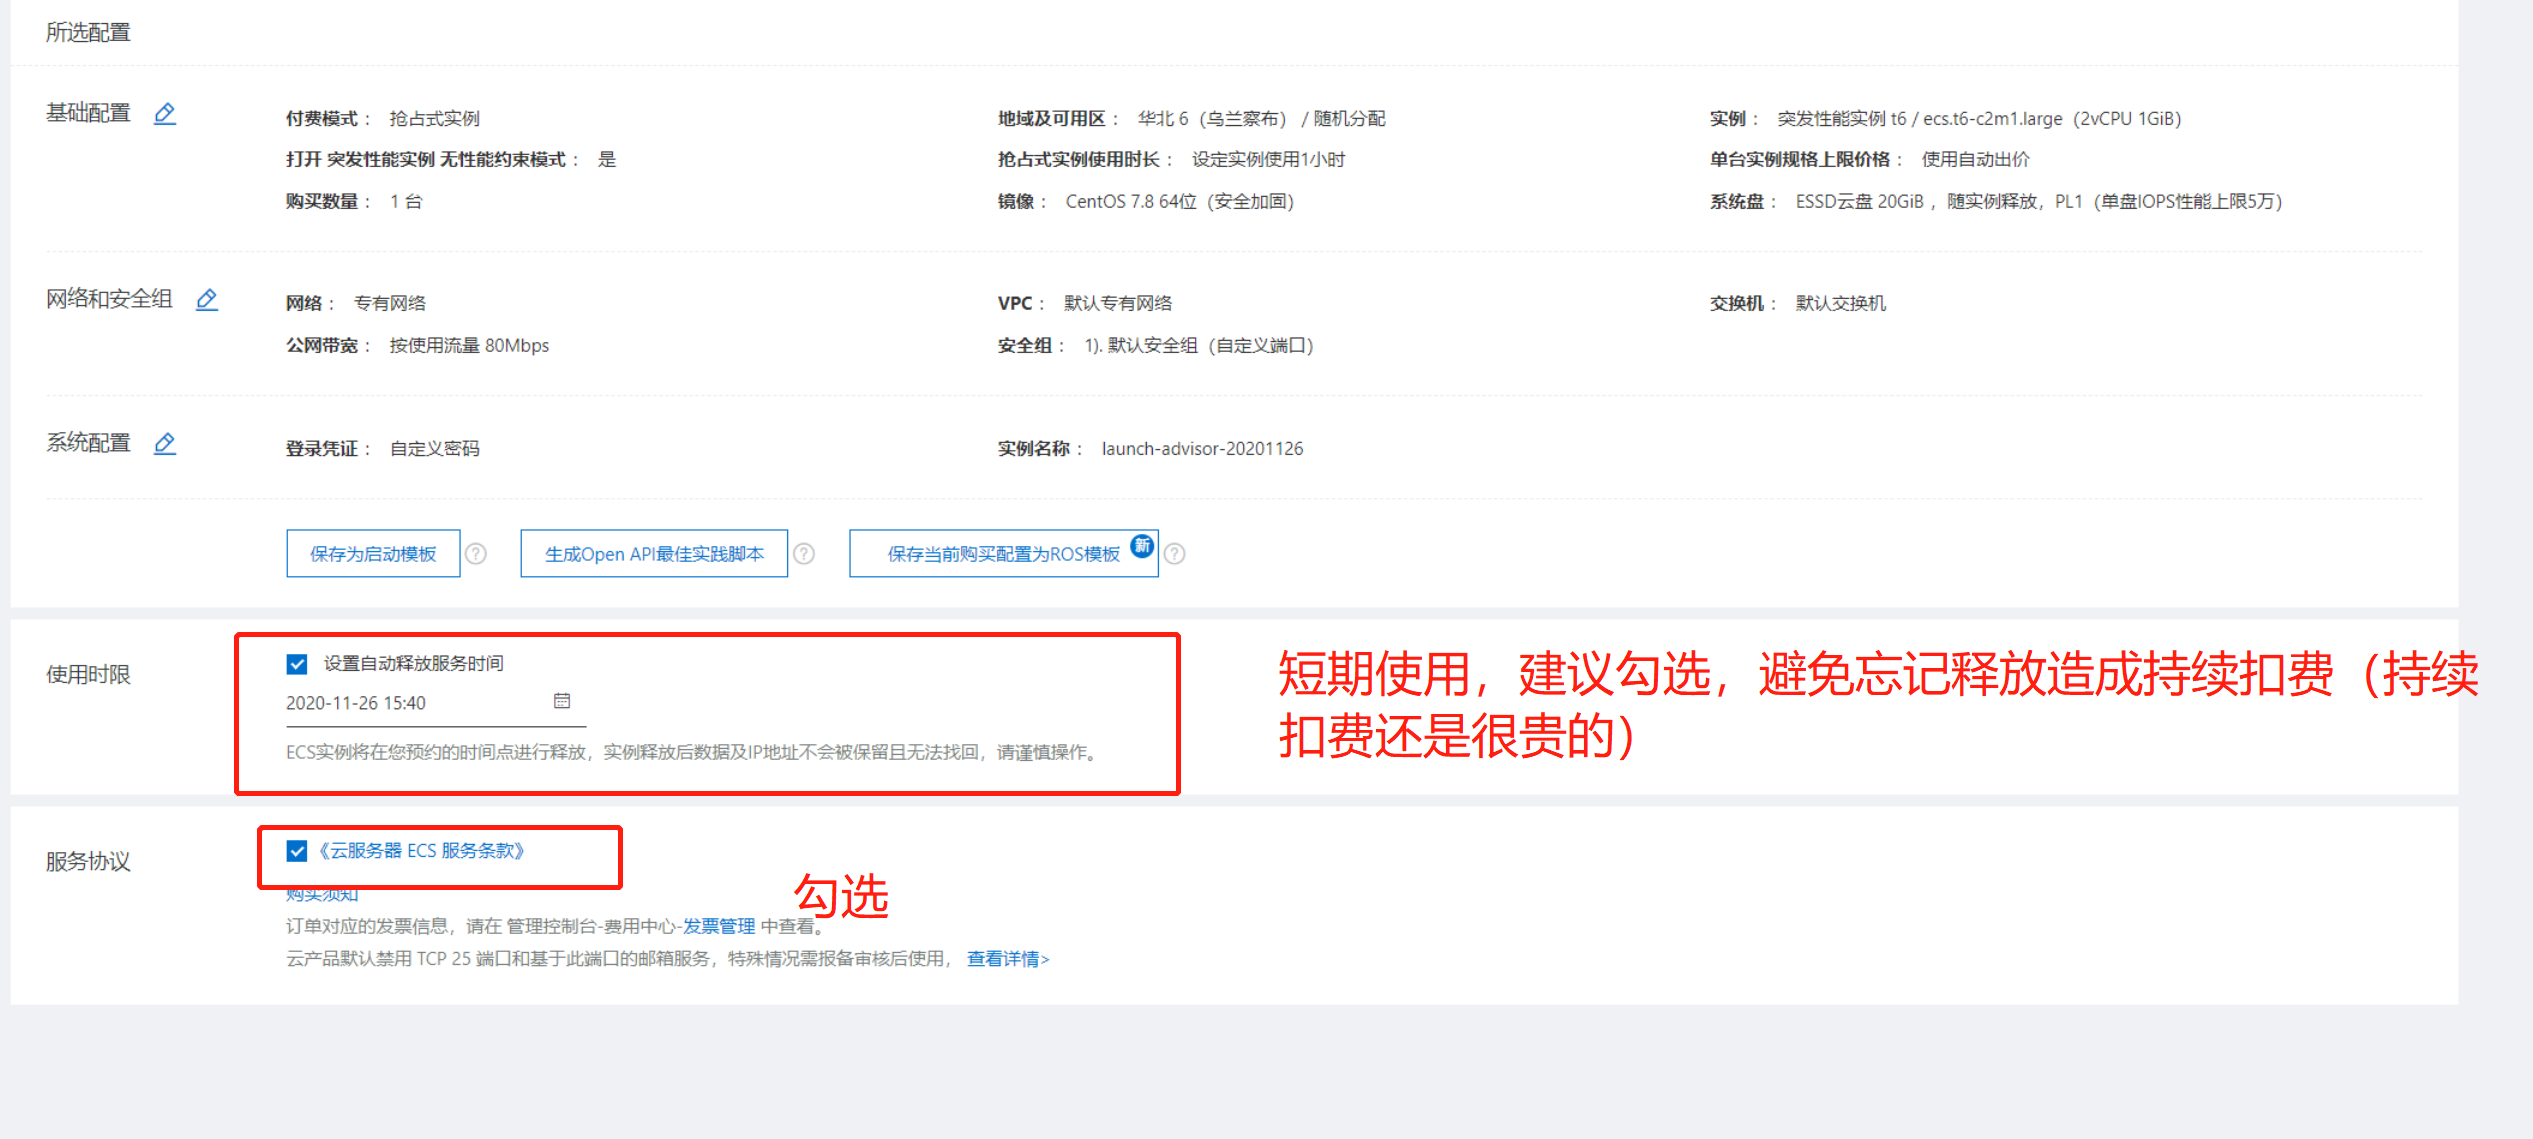 所选配置
基础配置
付费模式： 抢占式实例
地域及可用区： 华北 6（乌兰察布） / 随机分配
实例： 突发性能实例 t6 / ecs.t6-c2m1.large（2vCPU 1GiB）
打开 突发性能实例 无性能约束模式： 是
抢占式实例使用时长： 设定实例使用1小时
单台实例规格上限价格： 使用自动出价
购买数量： 1 台
镜像： CentOS 7.8 64位（安全加固）
系统盘： ESSD云盘 20GiB ，随实例释放，PL1（单盘IOPS性能上限5万）
网络和安全组
网络： 专有网络
VPC： 默认专有网络
交换机： 默认交换机
公网带宽： 按使用流量 80Mbps
安全组： 1). 默认安全组（自定义端口）
系统配置
登录凭证： 自定义密码
实例名称： launch-advisor-20201126
保存为启动模板 ?
生成Open API最佳实践脚本 ?
保存当前购买配置为ROS模板 新 ?
使用时限
设置自动释放服务时间
2020-11-26 15:40
ECS实例将在您预约的时间点进行释放，实例释放后数据及IP地址不会被保留且无法找回，请谨慎操作。
短期使用，建议勾选，避免忘记释放造成持续扣费（持续
扣费还是很贵的）
服务协议
《云服务器 ECS 服务条款》
勾选
购买须知
订单对应的发票信息，请在 管理控制台-费用中心-发票管理 中查看。
云产品默认禁用 TCP 25 端口和基于此端口的邮箱服务，特殊情况需报备审核后使用， 查看详情>